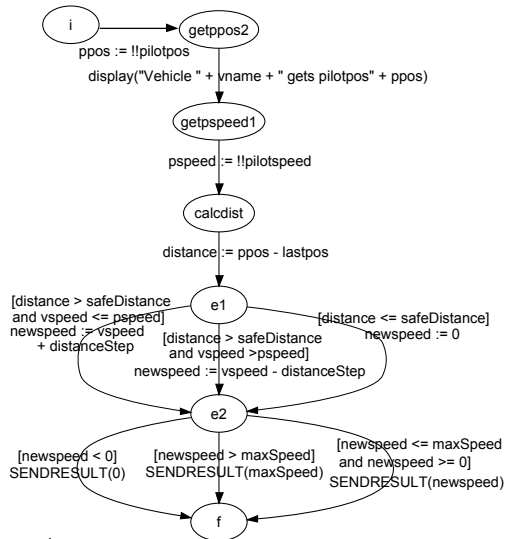 i
getppos2
ppos := !!pilotpos
display("Vehicle " + vname + " gets pilotpos" + ppos)
getpspeed1
pspeed := !!pilotspeed
calcdist
distance := ppos - lastpos
e1
[distance > safeDistance
and vspeed <= pspeed]
newspeed := vspeed
+ distanceStep
[distance > safeDistance
and vspeed >pspeed]
newspeed := vspeed - distanceStep
[distance <= safeDistance]
newspeed := 0
e2
[newspeed < 0]
SENDRESULT(0)
[newspeed > maxSpeed]
SENDRESULT(maxSpeed)
[newspeed <= maxSpeed
and newspeed >= 0]
SENDRESULT(newspeed)
f